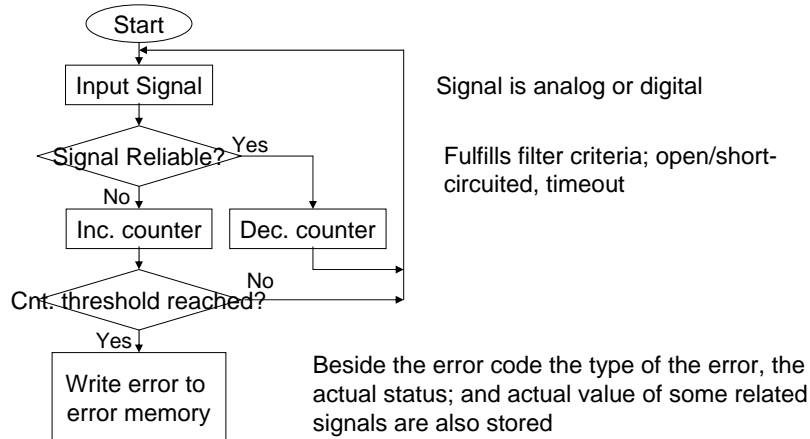 Start
Input Signal
Signal is analog or digital
Signal Reliable?
Yes
Fulfills filter criteria; open/short-
circuited, timeout
No
Inc. counter
Dec. counter
Cnt. threshold reached?
No
Yes
Write error to
error memory
Beside the error code the type of the error, the
actual status; and actual value of some related
signals are also stored